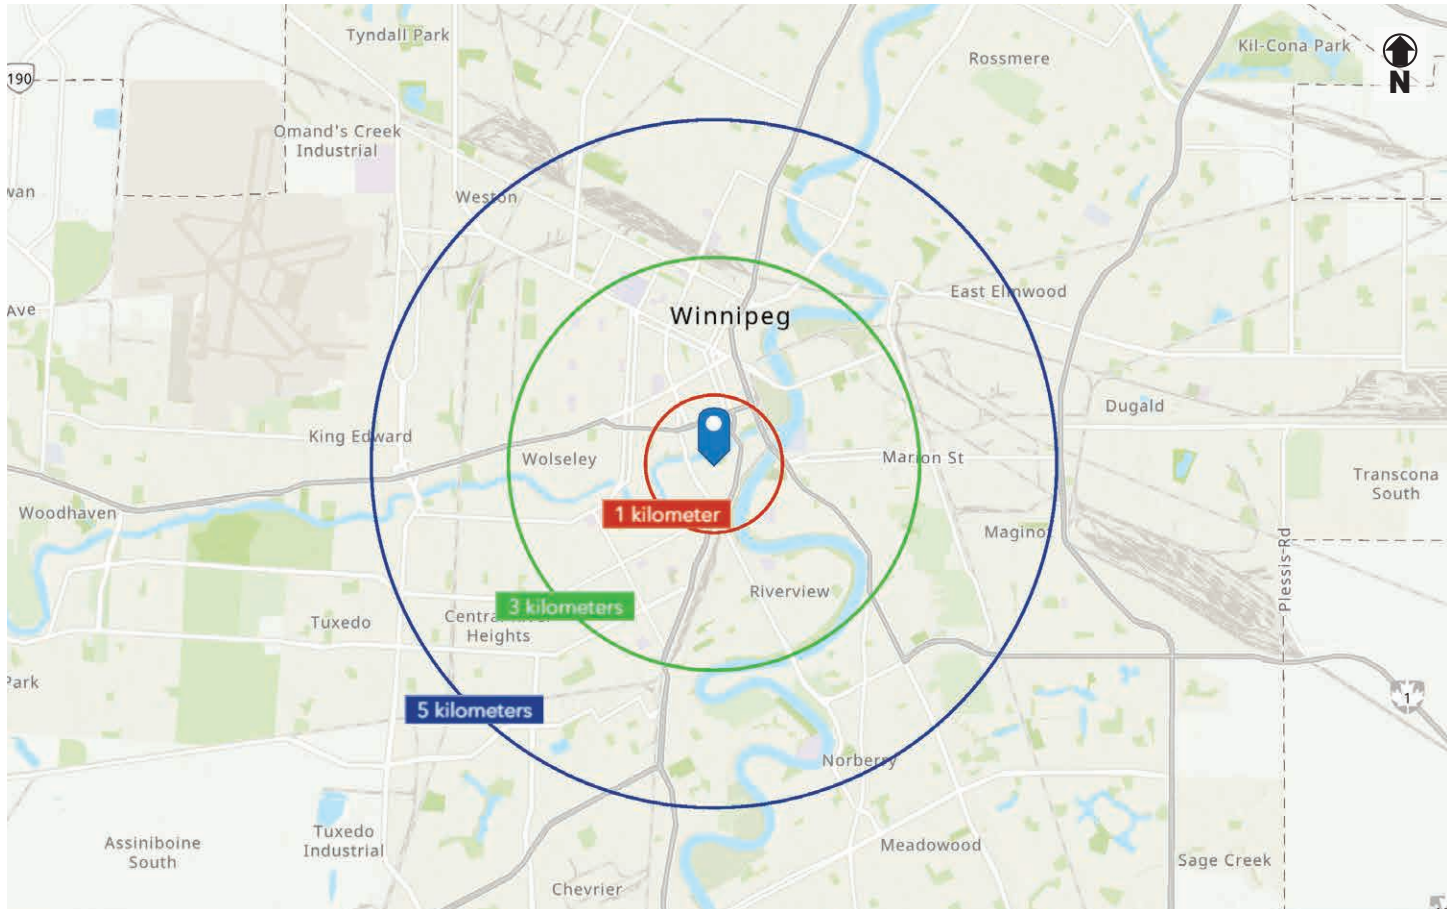 Tyndall Park
Rossmere
Kil-Cona Park
N
190
Omand's Creek
Industrial
Weston
East Elmwood
Ave
Winnipeg
Dugald
King Edward
Wolseley
Marion St
Transcona
South
Woodhaven
1 kilometer
Plessis-Rd
Riverview
3 kilometers
Tuxedo
Heights
Park
5 kilometers
1
Norberry
Assiniboine
South
Tuxedo
Industrial
Meadowood
Sage Creek
Chevrier